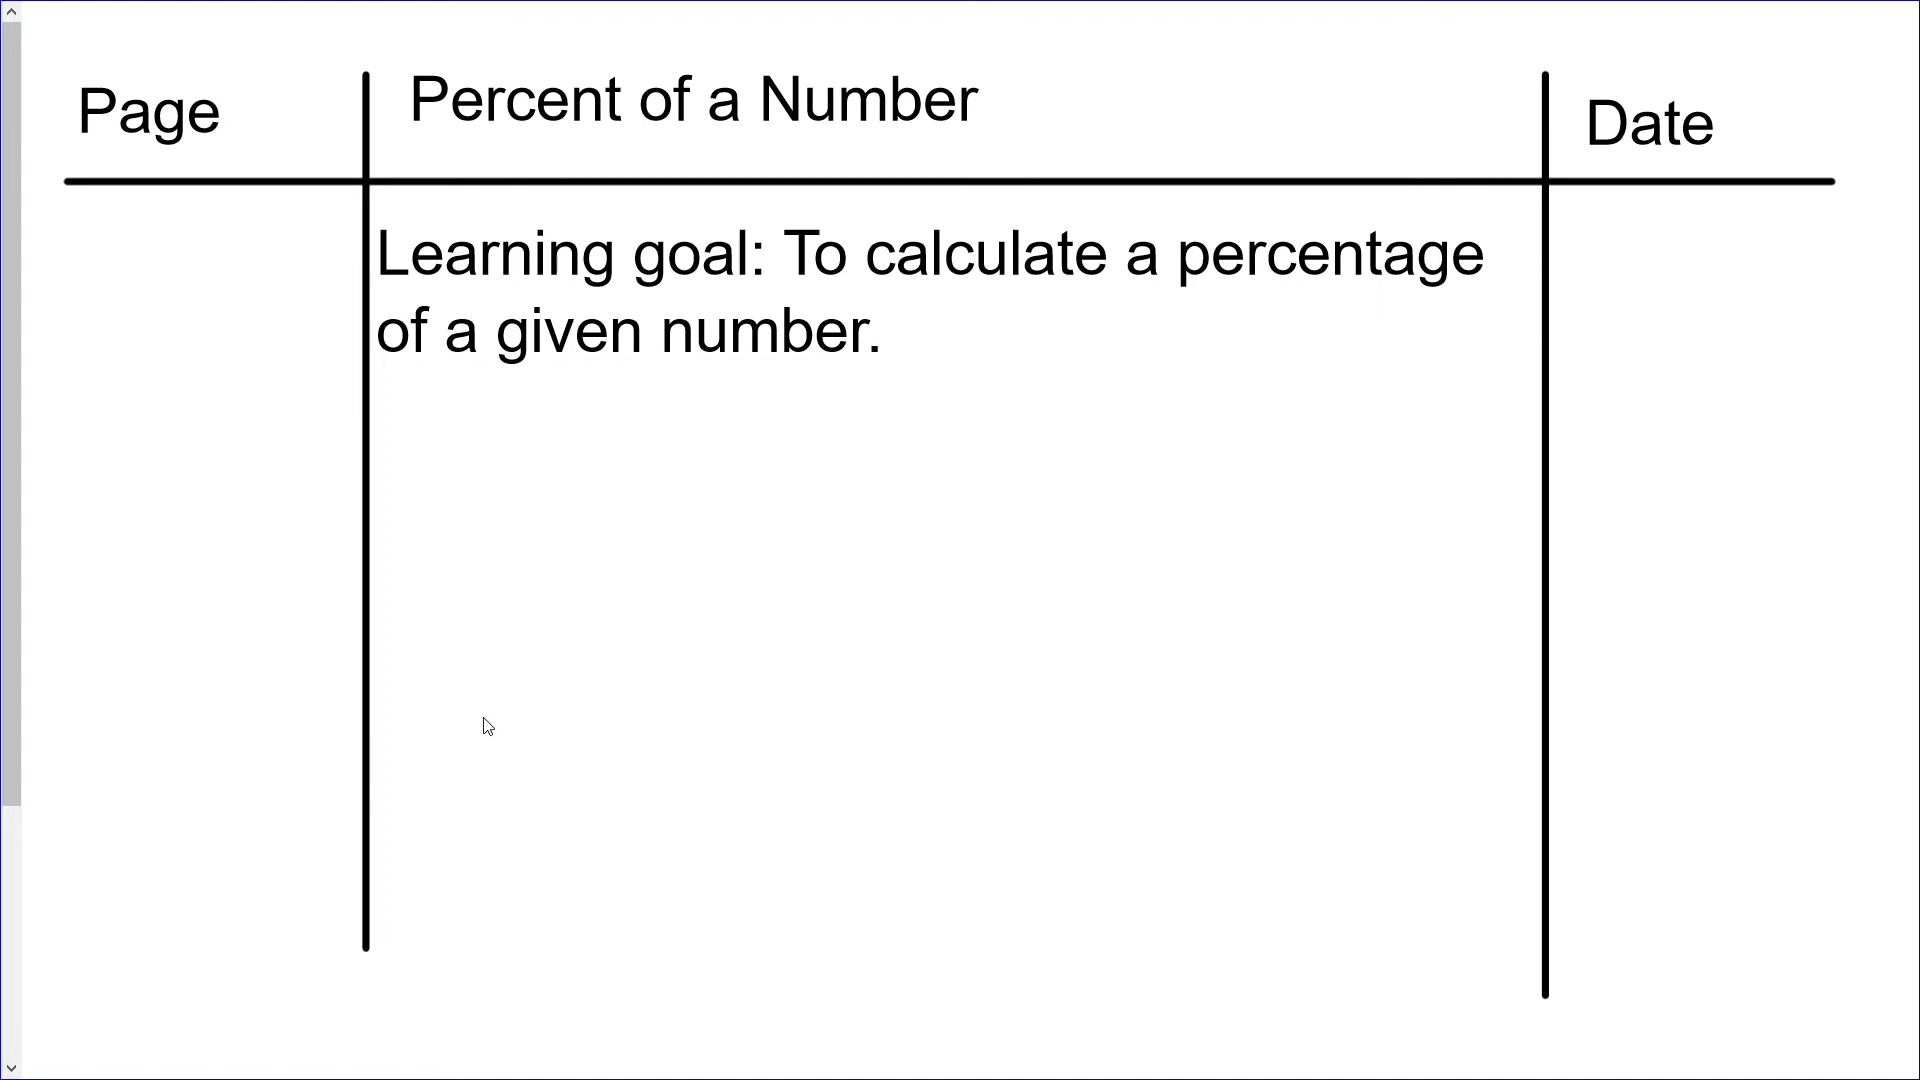 Page
Percent of a Number
Date
Learning goal: To calculate a percentage
of a given number.